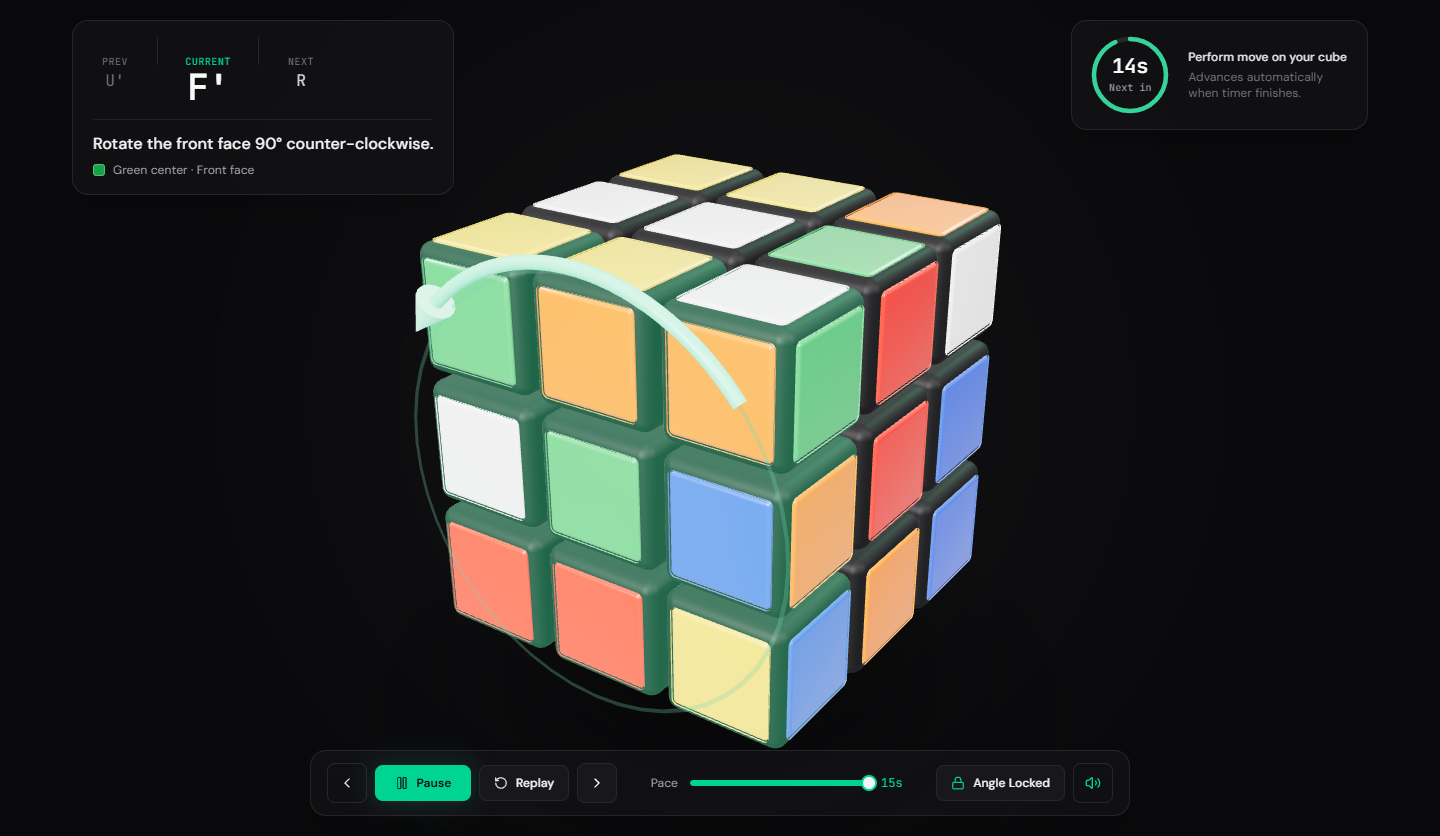 PREV
CURRENT
NEXT
U'
F'
R
Rotate the front face 90° counter-clockwise.
Green center · Front face
14s
Next in
Perform move on your cube
Advances automatically
when timer finishes.
Pause
Replay
Pace
15s
Angle Locked